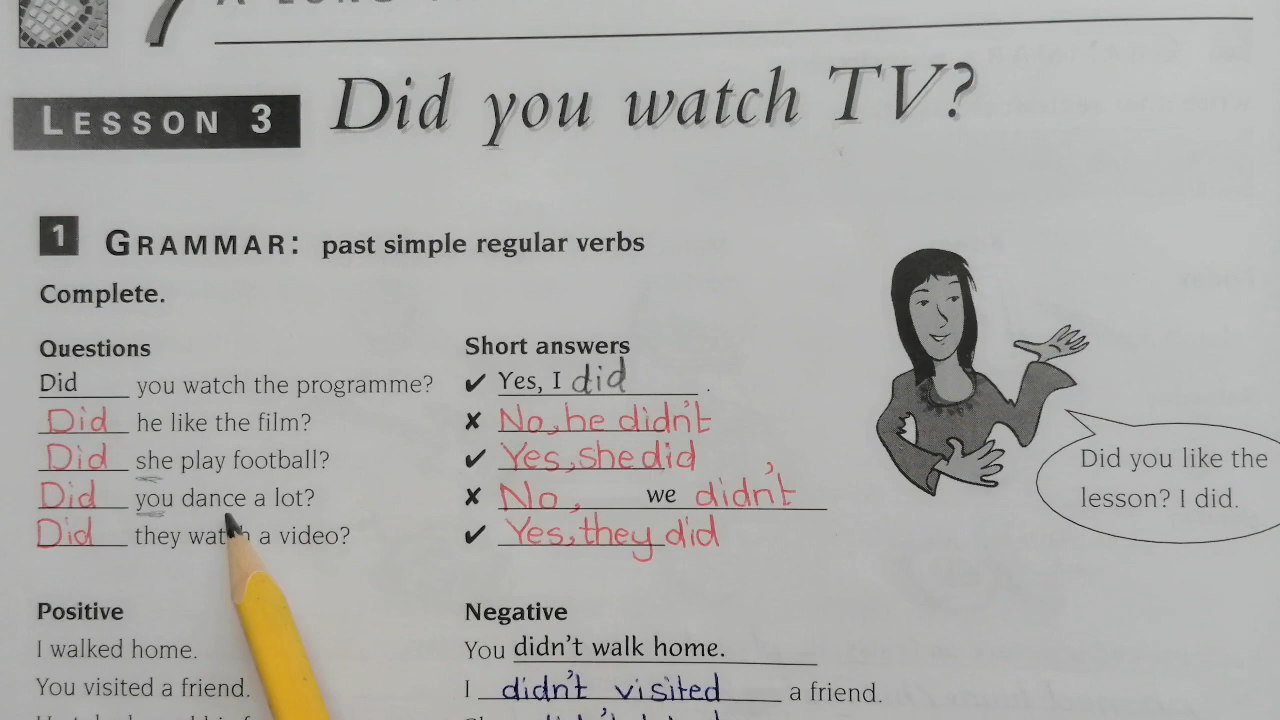 7
LESSON 3 Did you watch TV?
1 GRAMMAR: past simple regular verbs
Complete.
Questions Short answers
Did you watch the programme? ✔ Yes, I did .
Did he like the film? ✘ No, he didn't
Did she play football? ✔ Yes, she did
Did you dance a lot? ✘ No, we didn't
Did they watch a video? ✔ Yes, they did
Did you like the
lesson? I did.
Positive Negative
I walked home. You didn't walk home.
You visited a friend. I didn't visited a friend.